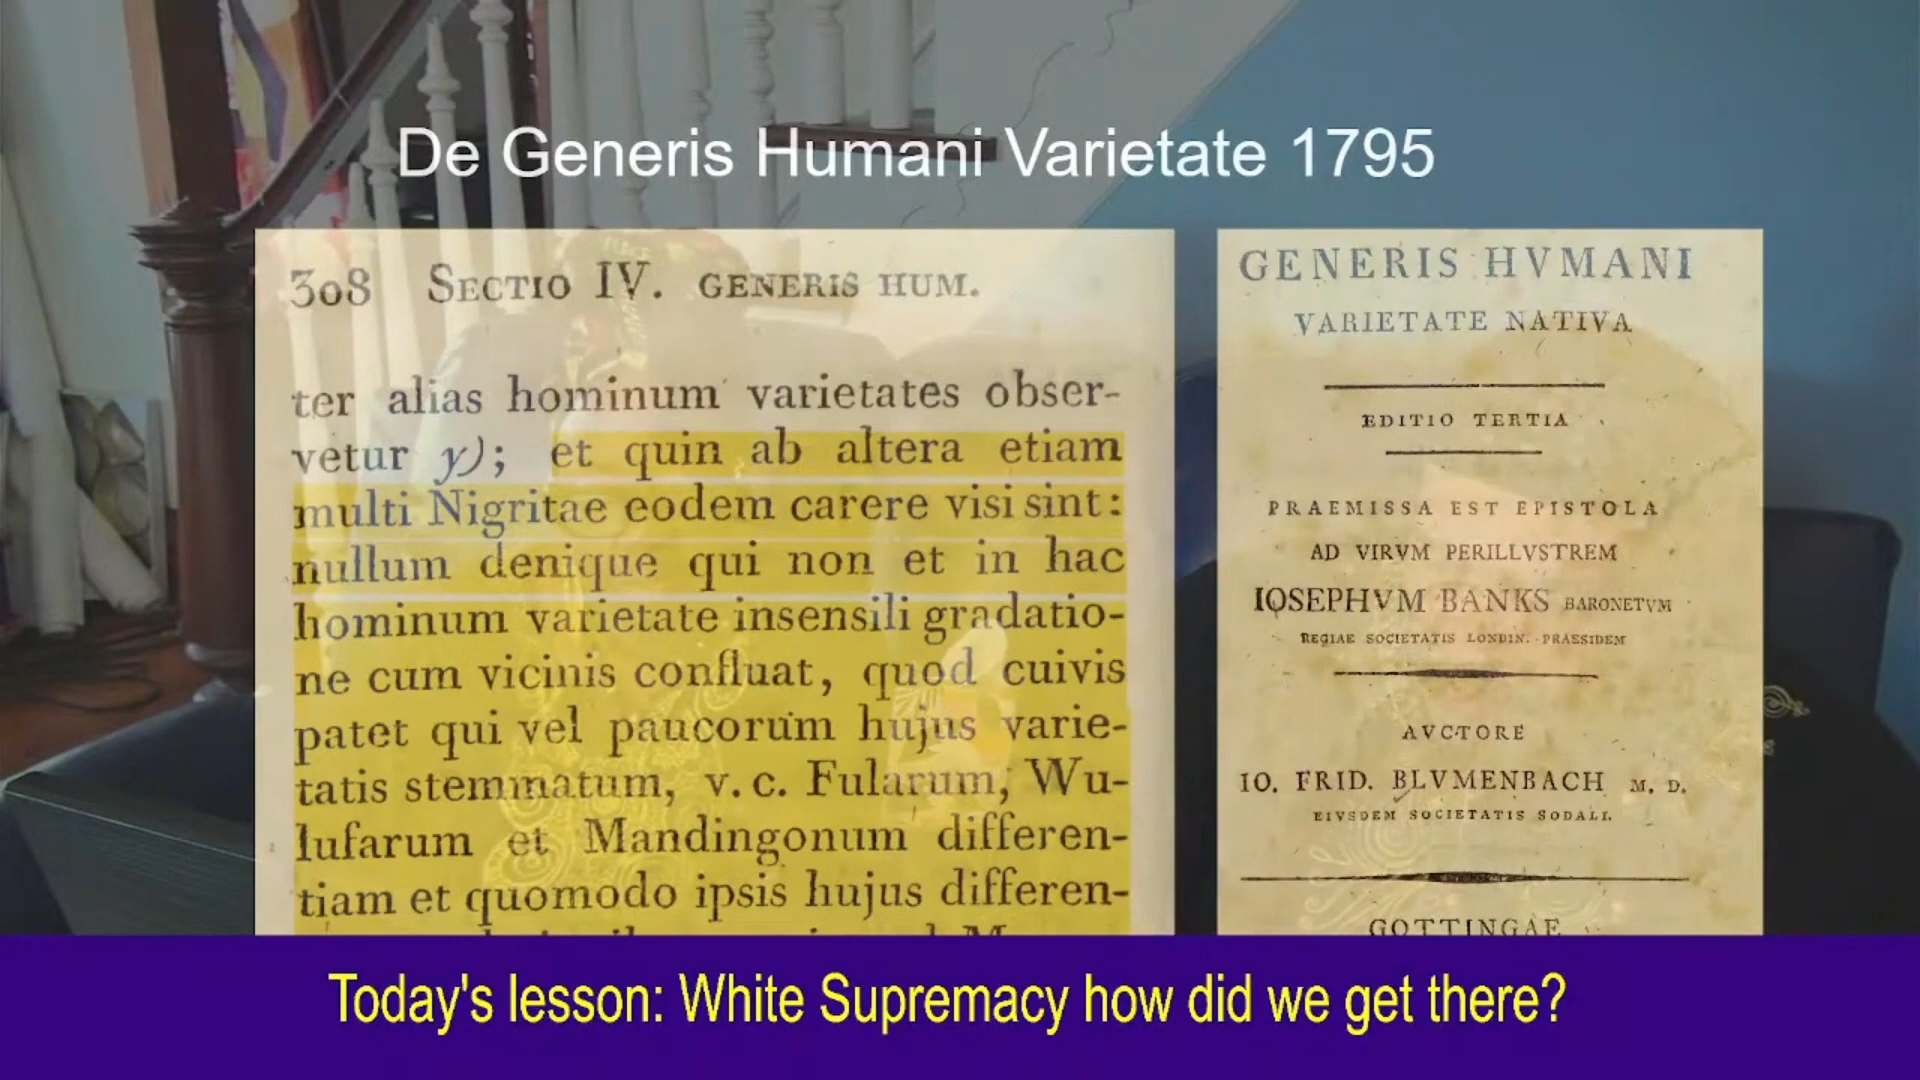 De Generis Humani Varietate 1795
308 SECTIO IV. GENERIS HUM.
ter alias hominum varietates obser-
vetur y); et quin ab altera etiam
multi Nigritae eodem carere visi sint:
nullum denique qui non et in hac
hominum varietate insensili gradatio-
ne cum vicinis confluat, quod cuivis
patet qui vel paucorum hujus varie-
tatis stemmatum, v. c. Fularum, Wu-
lufarum et Mandingonum differen-
tiam et quomodo ipsis hujus differen-
GENERIS HVMANI
VARIETATE NATIVA
EDITIO TERTIA
PRAEMISSA EST EPISTOLA
AD VIRVM PERILLVSTREM
IOSEPHVM BANKS BARONETVM
REGIAE SOCIETATIS LONDIN. PRAESIDEM
AVCTORE
IO. FRID. BLVMENBACH M. D.
EIVSDEM SOCIETATIS SODALI.
GOTTINGAE
Today's lesson: White Supremacy how did we get there?